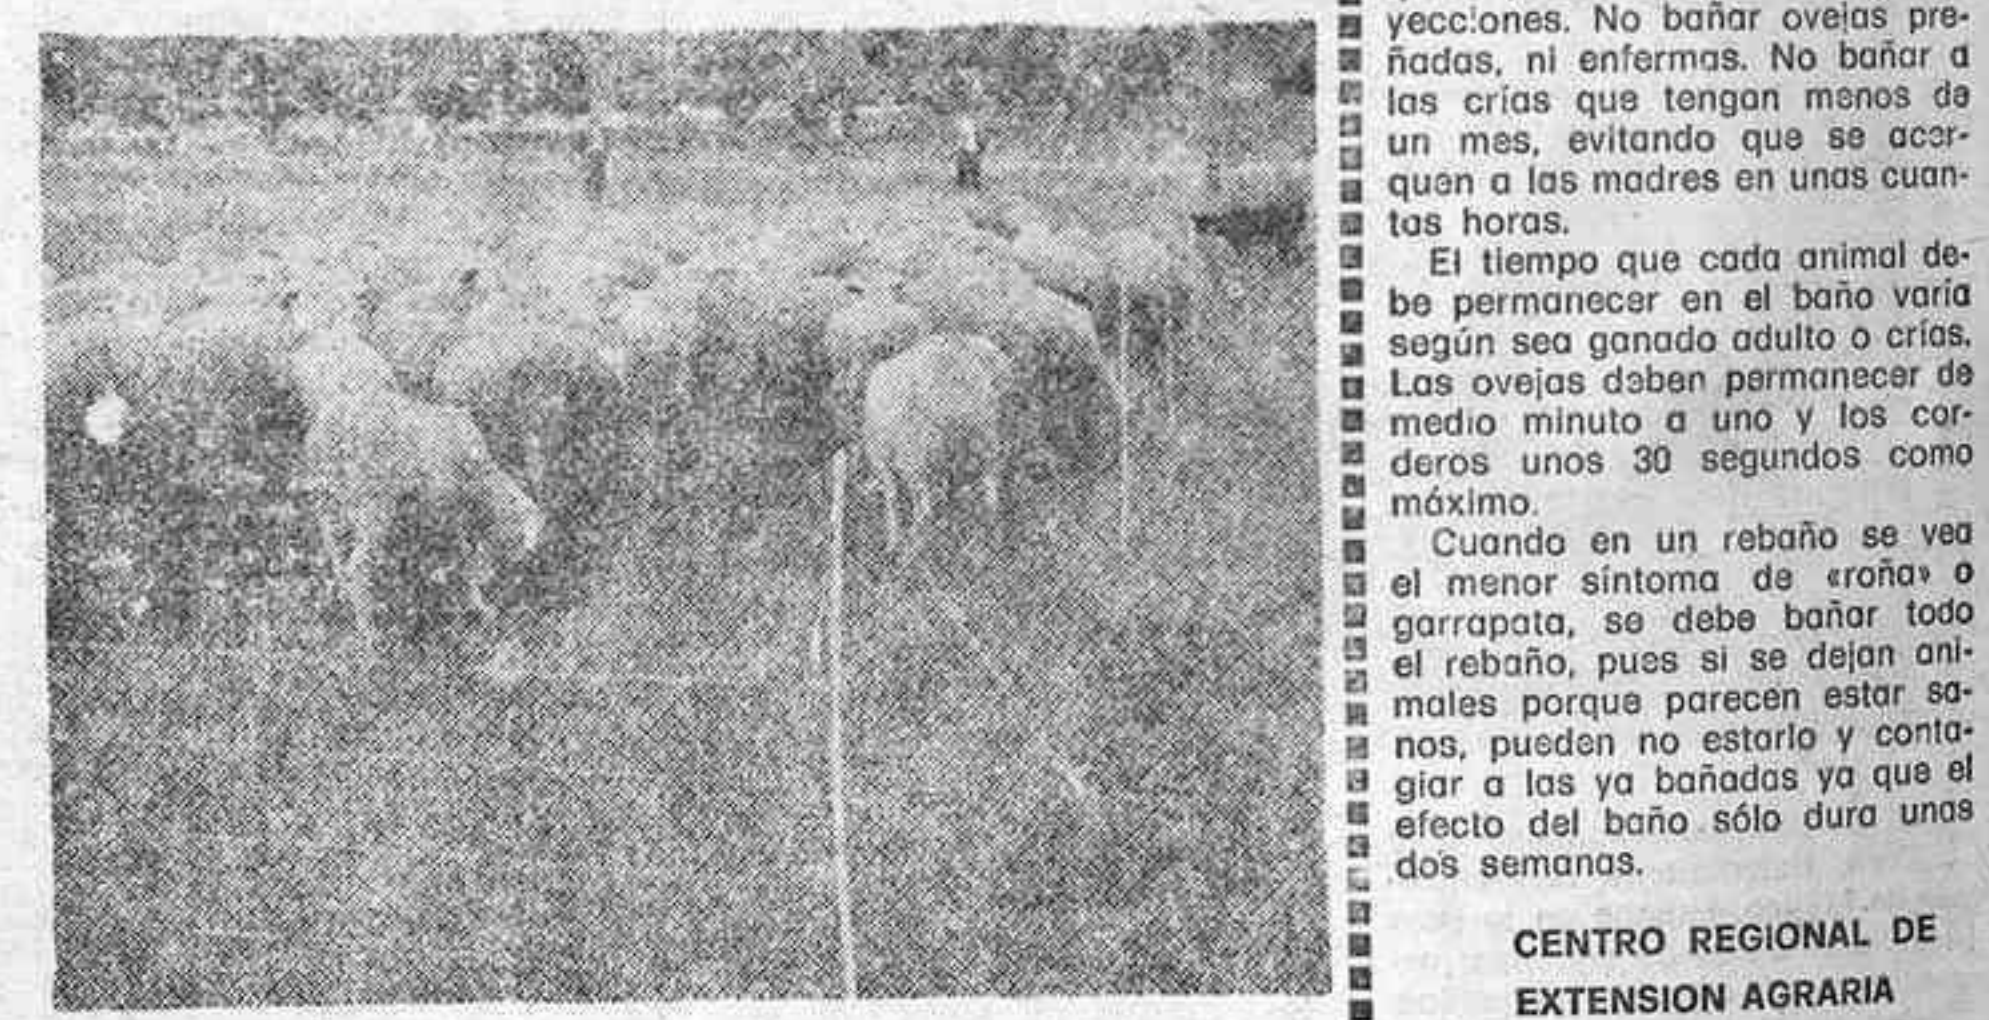 yecciones. No bañar ovejas pre-
ñadas, ni enfermas. No bañar a
las crías que tengan menos de
un mes, evitando que se acer-
quen a las madres en unas cuan-
tas horas.
El tiempo que cada animal de-
be permanecer en el baño varía
según sea ganado adulto o crías.
Las ovejas deben permanecer de
medio minuto a uno y los cor-
deros unos 30 segundos como
máximo.
Cuando en un rebaño se vea
el menor síntoma de «roña» o
garrapata, se debe bañar todo
el rebaño, pues si se dejan ani-
males porque parecen estar sa-
nos, pueden no estarlo y conta-
giar a las ya bañadas ya que el
efecto del baño sólo dura unas
dos semanas.
CENTRO REGIONAL DE
EXTENSION AGRARIA